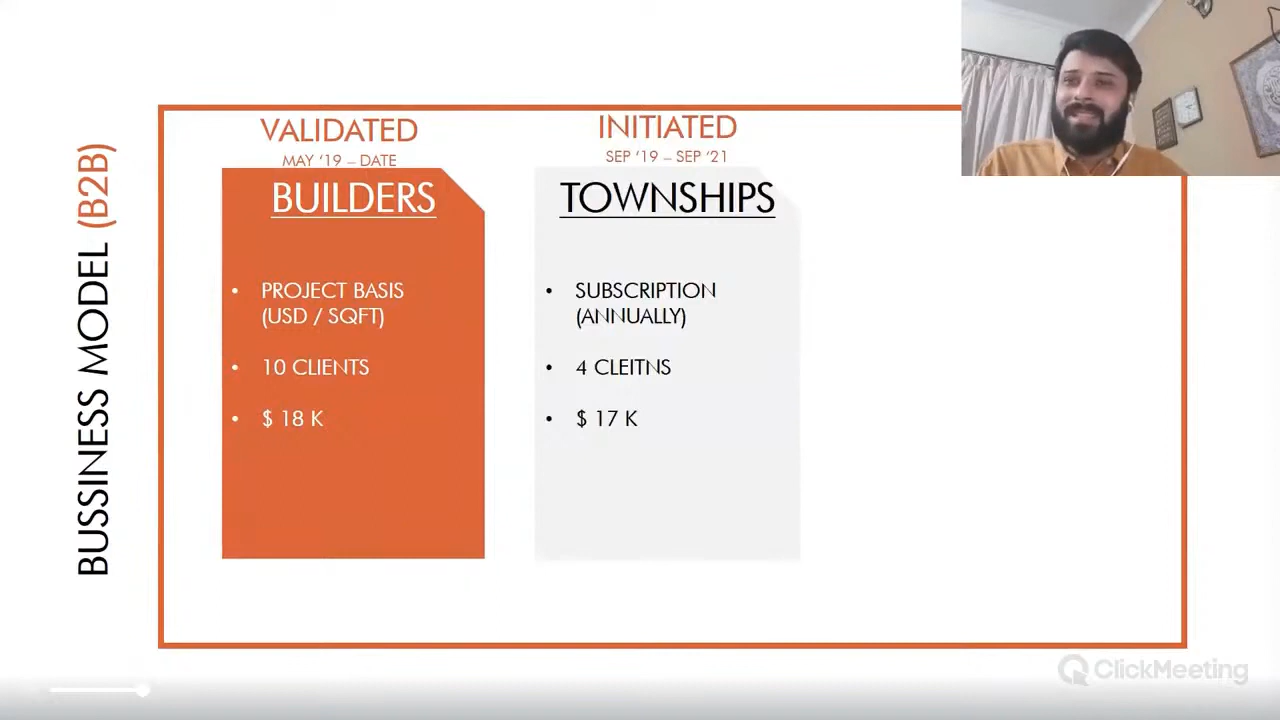 BUSSINESS MODEL (B2B)
VALIDATED
MAY ‘19 – DATE
BUILDERS
• PROJECT BASIS
(USD / SQFT)
• 10 CLIENTS
• $ 18 K
INITIATED
SEP ‘19 – SEP ‘21
TOWNSHIPS
• SUBSCRIPTION
(ANNUALLY)
• 4 CLEITNS
• $ 17 K
ClickMeeting